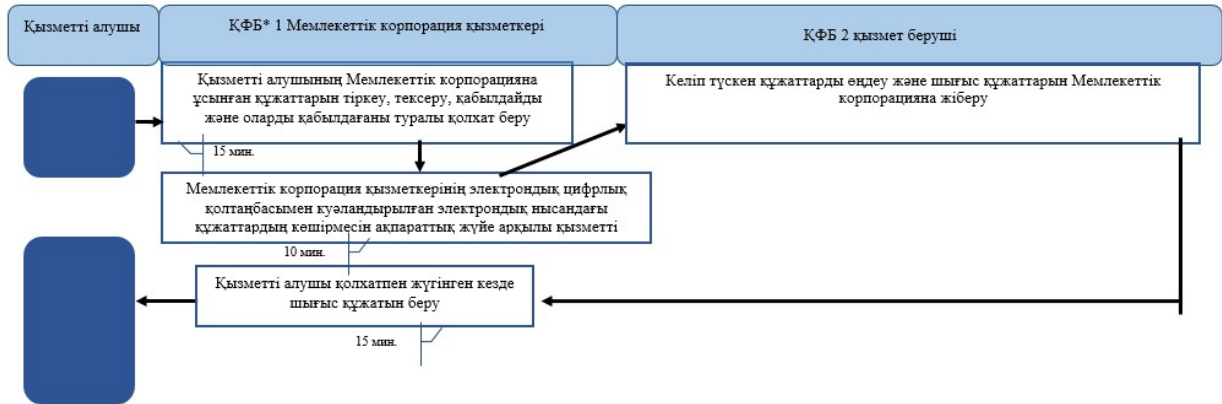 Қызметті алушы
ҚФБ* 1 Мемлекеттік корпорация қызметкері
ҚФБ 2 қызмет беруші
Қызметті алушының Мемлекеттік корпорацияна
ұсынған құжаттарын тіркеу, тексеру, қабылдайды
және оларды қабылдағаны туралы қолхат беру
Келіп түскен құжаттарды өңдеу және шығыс құжаттарын Мемлекеттік
корпорацияна жіберу
15 мин.
Мемлекеттік корпорация қызметкерінің электрондық цифрлық
қолтаңбасымен куәландырылған электрондық нысандағы
құжаттардың көшірмесін ақпараттық жүйе арқылы қызметті
10 мин.
Қызметті алушы қолхатпен жүгінген кезде
шығыс құжатын беру
15 мин.